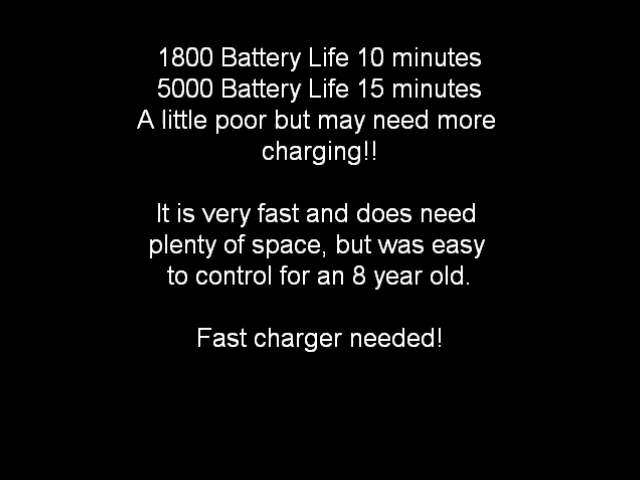 1800 Battery Life 10 minutes
5000 Battery Life 15 minutes
A little poor but may need more
charging!!
It is very fast and does need
plenty of space, but was easy
to control for an 8 year old.
Fast charger needed!